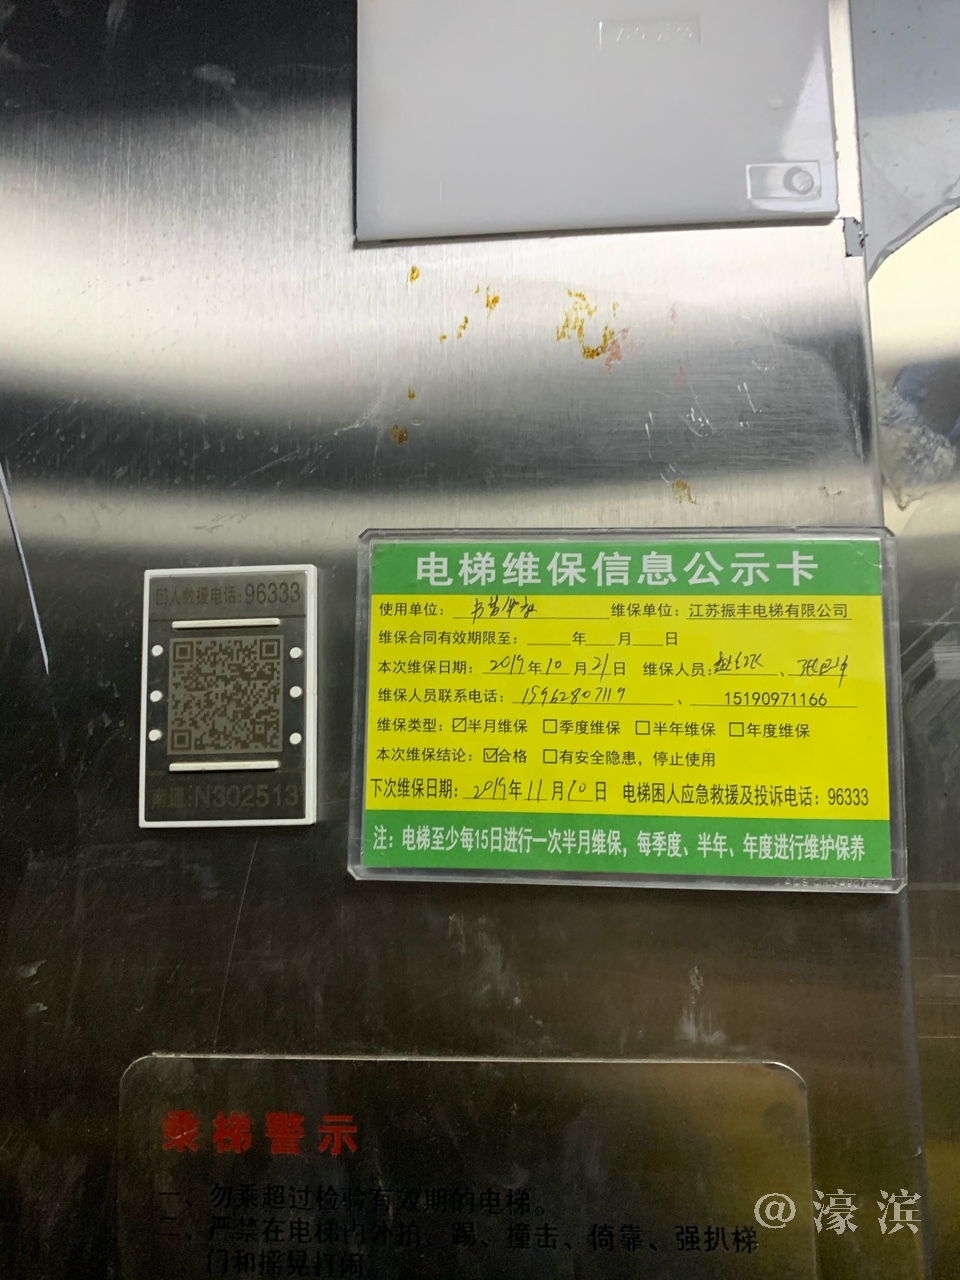 电梯维保信息公示卡
使用单位： 维保单位：江苏振丰电梯有限公司
维保合同有效期限至： 年 月 日
本次维保日期：2019年10月21日 维保人员： 、
维保人员联系电话：15962807119 、 15190971166
维保类型：☑半月维保 □季度维保 □半年维保 □年度维保
本次维保结论：☑合格 □有安全隐患，停止使用
下次维保日期：2019年11月10日 电梯困人应急救援及投诉电话：96333
注：电梯至少每15日进行一次半月维保，每季度、半年、年度进行维护保养
困人救援电话:96333
南通:N302513
乘梯警示
一、勿乘超过检验有效期的电梯。
二、严禁在电梯内外拍、踢、撞击、倚靠、强扒梯
门和摇晃打闹
@濠滨